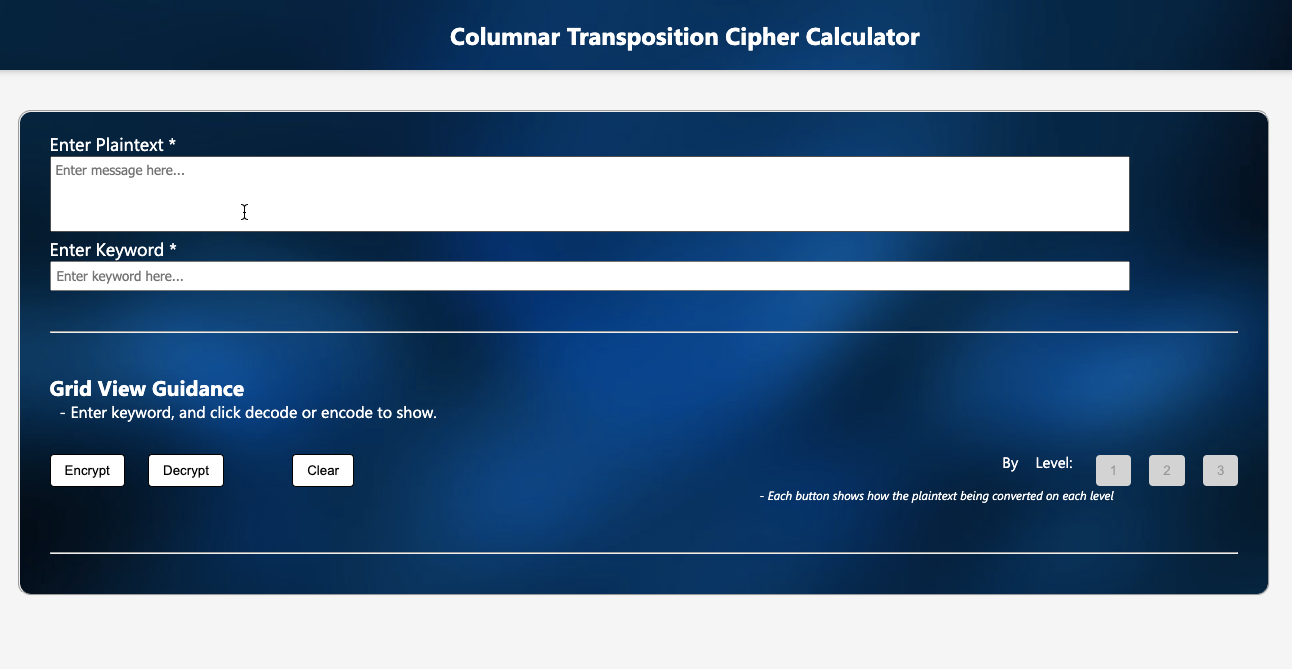 Columnar Transposition Cipher Calculator
Enter Plaintext *
Enter message here...
Enter Keyword *
Enter keyword here...
Grid View Guidance
- Enter keyword, and click decode or encode to show.
Encrypt Decrypt Clear By Level: 1 2 3
- Each button shows how the plaintext being converted on each level